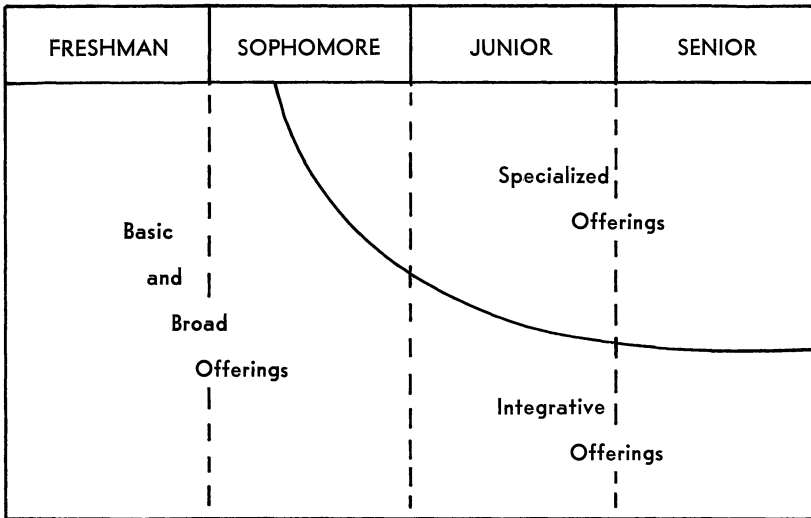 FRESHMAN
SOPHOMORE
JUNIOR
SENIOR
Basic
and
Broad
Offerings
Specialized
Offerings
Integrative
Offerings